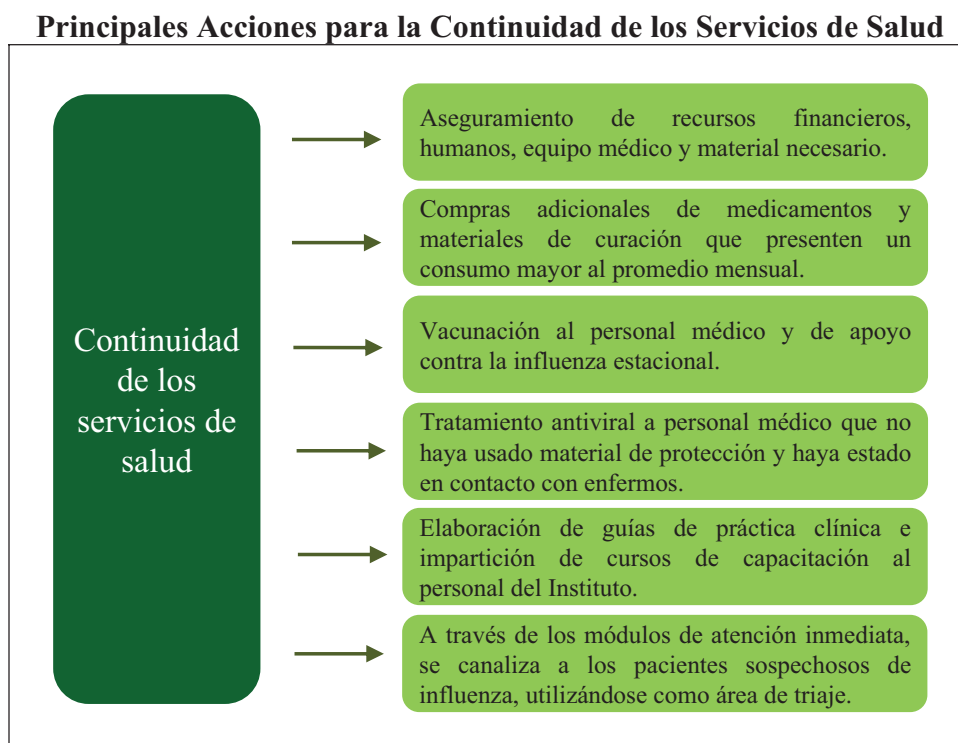 Principales Acciones para la Continuidad de los Servicios de Salud
Continuidad
de los
servicios de
salud
Aseguramiento de recursos financieros,
humanos, equipo médico y material necesario.
Compras adicionales de medicamentos y
materiales de curación que presenten un
consumo mayor al promedio mensual.
Vacunación al personal médico y de apoyo
contra la influenza estacional.
Tratamiento antiviral a personal médico que no
haya usado material de protección y haya estado
en contacto con enfermos.
Elaboración de guías de práctica clínica e
impartición de cursos de capacitación al
personal del Instituto.
A través de los módulos de atención inmediata,
se canaliza a los pacientes sospechosos de
influenza, utilizándose como área de triaje.